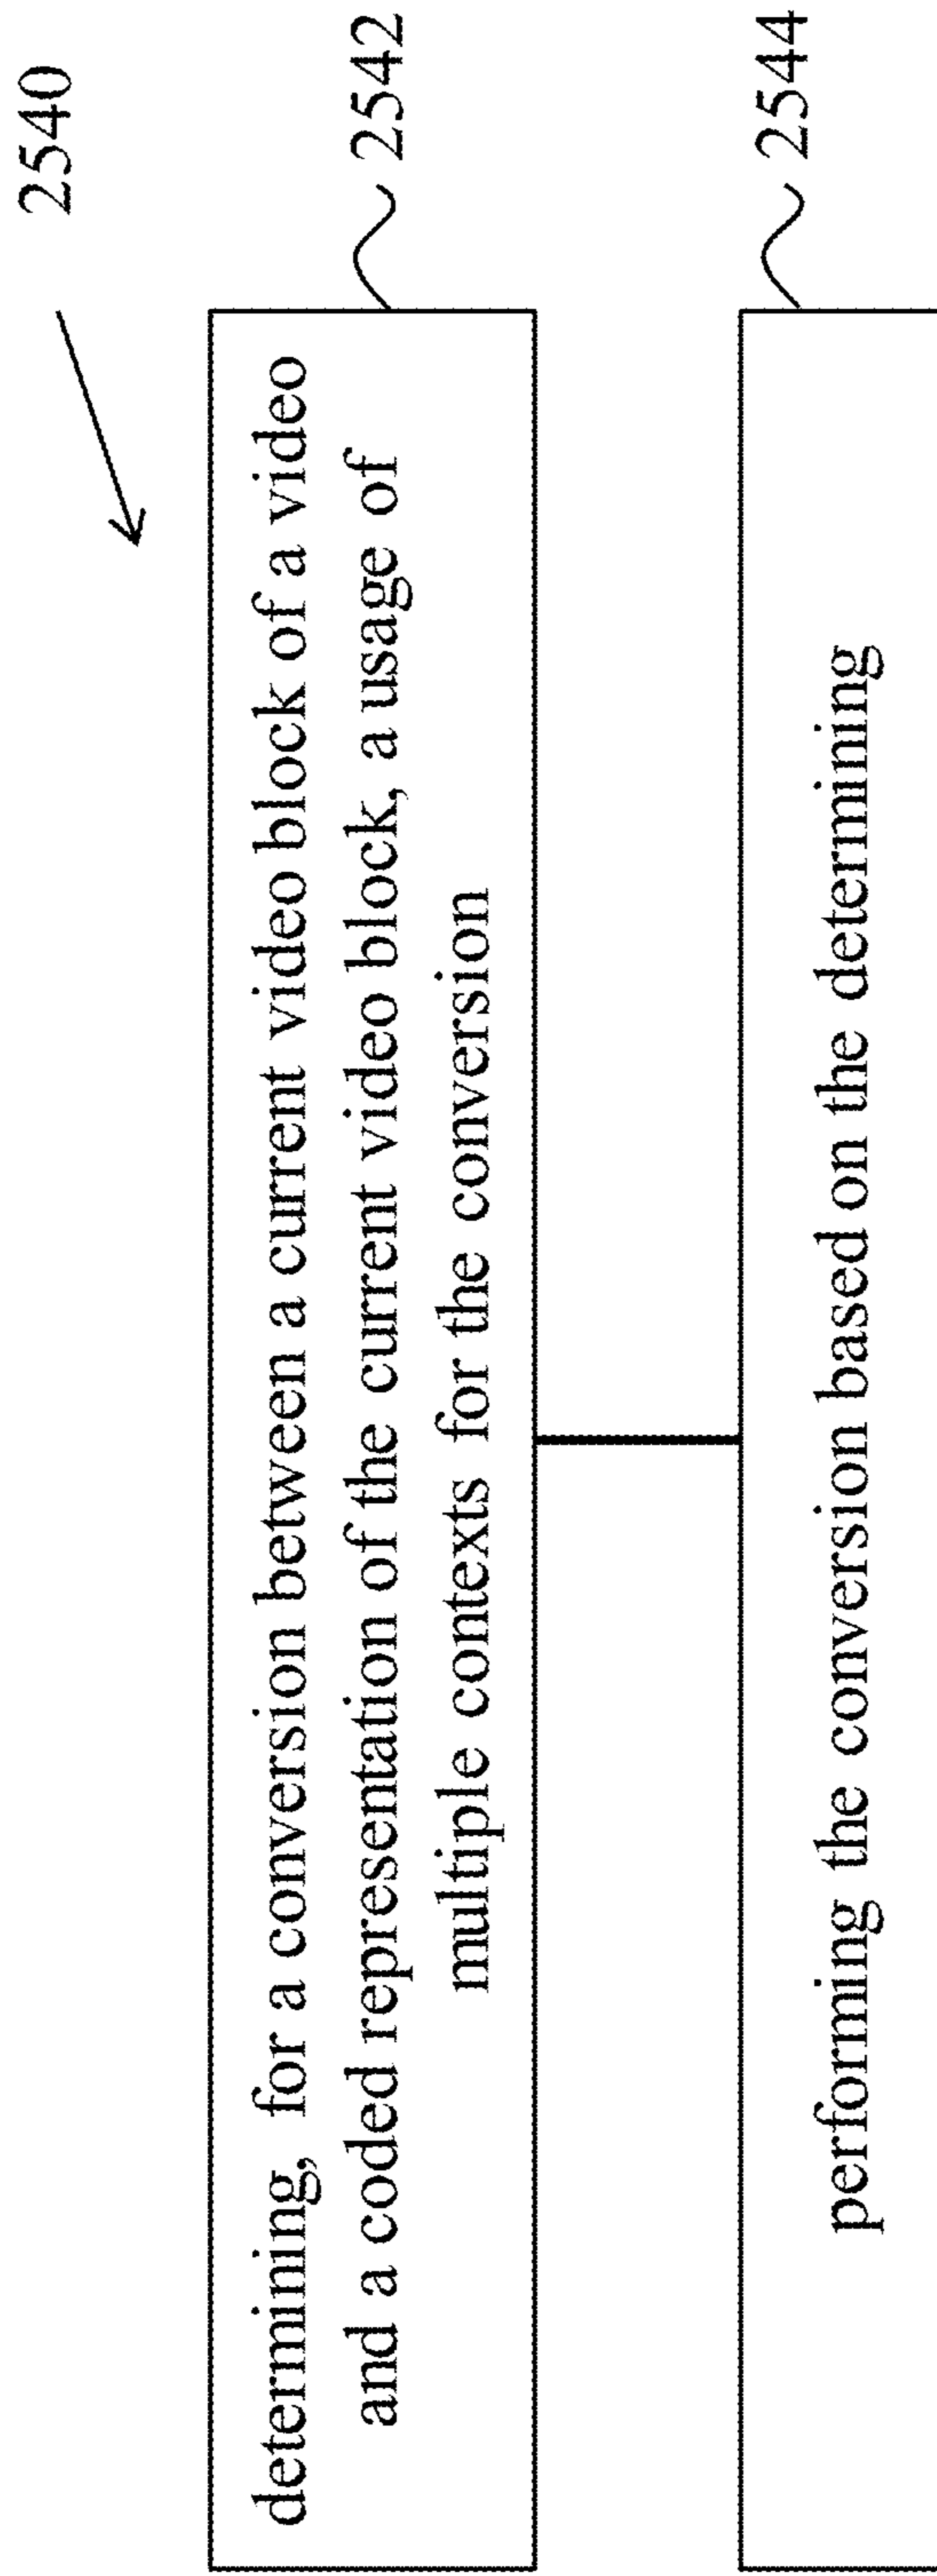 2540
determining, for a conversion between a current video block of a video
and a coded representation of the current video block, a usage of
multiple contexts for the conversion
2542
performing the conversion based on the determining
2544